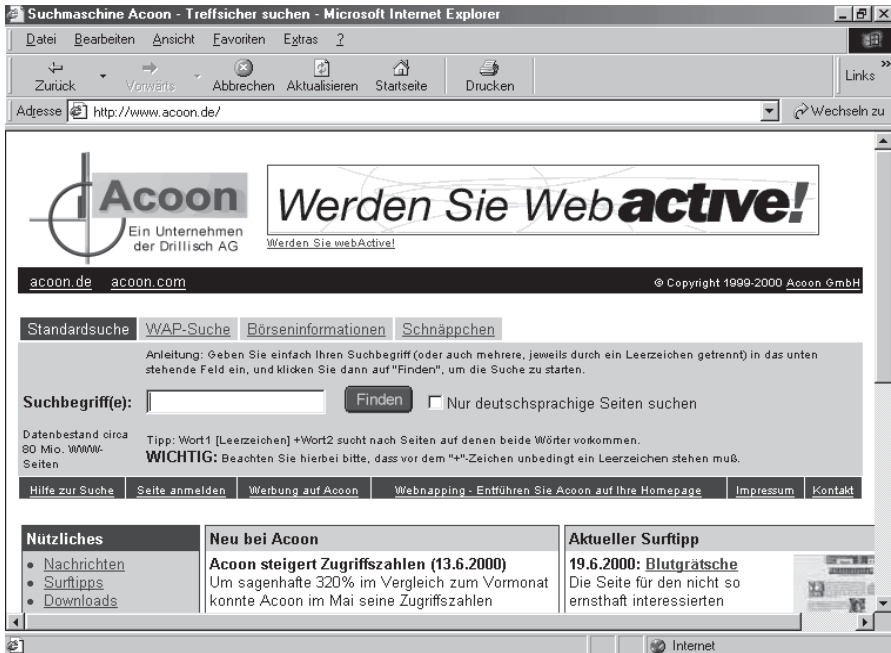 Suchmaschine Acoon - Treffsicher suchen - Microsoft Internet Explorer
Datei Bearbeiten Ansicht Favoriten Extras ?
Zurück Vorwärts Abbrechen Aktualisieren Startseite Drucken Links »
Adresse http://www.acoon.de/ Wechseln zu
Acoon
Ein Unternehmen
der Drillisch AG
Werden Sie Webactive!
Werden Sie webActive!
acoon.de acoon.com © Copyright 1999-2000 Acoon GmbH
Standardsuche WAP-Suche Börseninformationen Schnäppchen
Anleitung: Geben Sie einfach Ihren Suchbegriff (oder auch mehrere, jeweils durch ein Leerzeichen getrennt) in das unten
stehende Feld ein, und klicken Sie dann auf "Finden", um die Suche zu starten.
Suchbegriff(e): Finden Nur deutschsprachige Seiten suchen
Datenbestand circa
80 Mio. WWW-
Seiten
Tipp: Wort1 [Leerzeichen] +Wort2 sucht nach Seiten auf denen beide Wörter vorkommen.
WICHTIG: Beachten Sie hierbei bitte, dass vor dem "+"-Zeichen unbedingt ein Leerzeichen stehen muß.
Hilfe zur Suche Seite anmelden Werbung auf Acoon Webnapping - Entführen Sie Acoon auf Ihre Homepage Impressum Kontakt
Nützliches
• Nachrichten
• Surftipps
• Downloads
Neu bei Acoon
Acoon steigert Zugriffszahlen (13.6.2000)
Um sagenhafte 320% im Vergleich zum Vormonat
konnte Acoon im Mai seine Zugriffszahlen
Aktueller Surftipp
19.6.2000: Blutgrätsche
Die Seite für den nicht so
ernsthaft interessierten
Internet